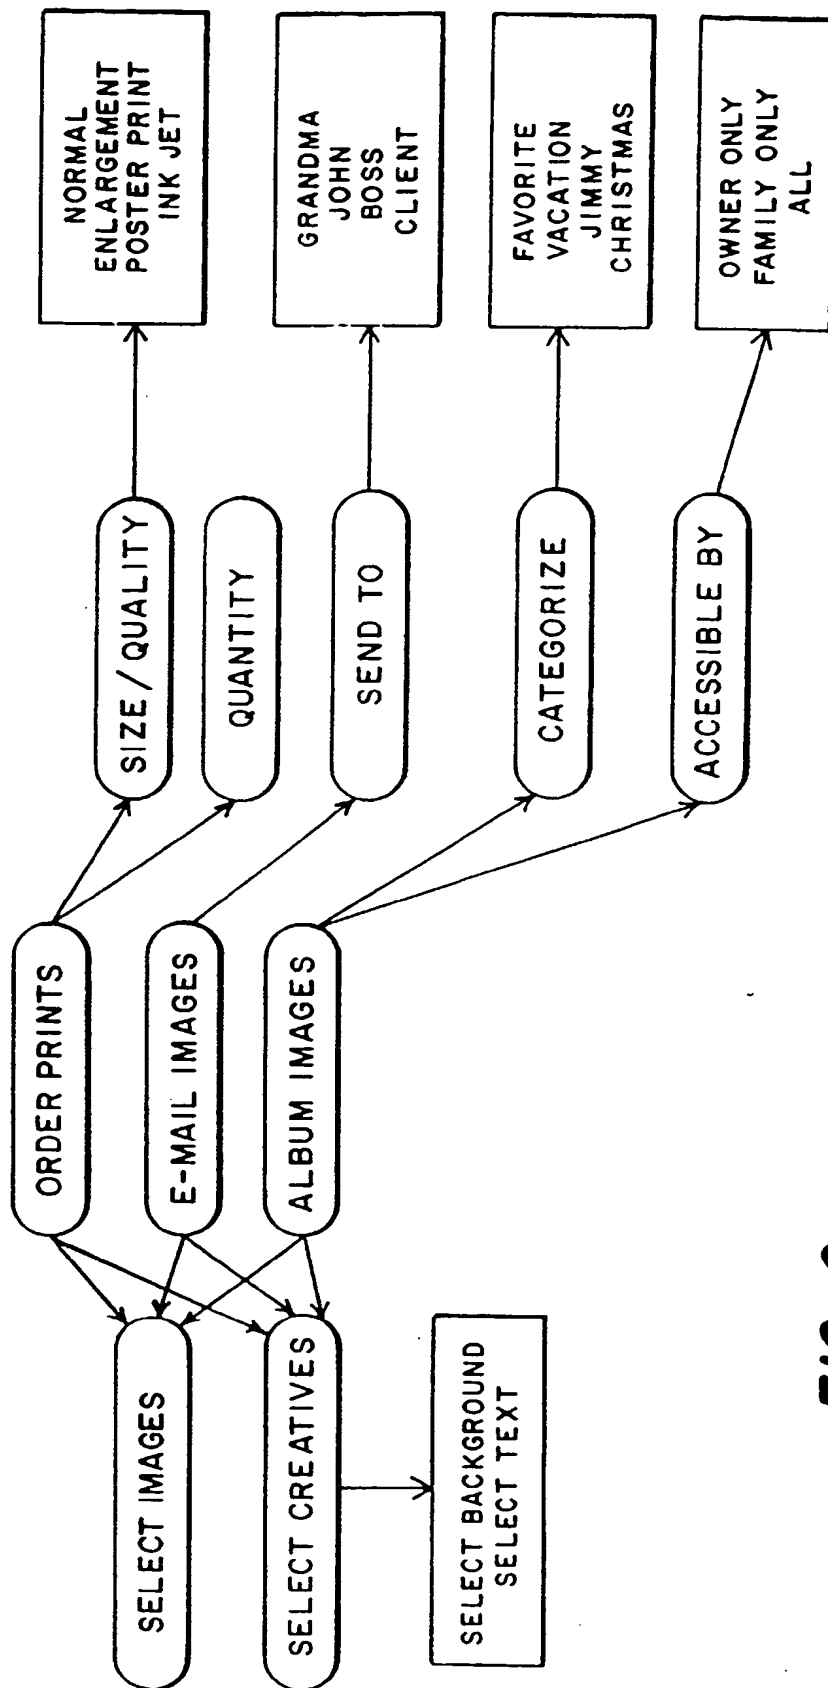 ORDER PRINTS
E-MAIL IMAGES
ALBUM IMAGES
SELECT IMAGES
SELECT CREATIVES
SELECT BACKGROUND
SELECT TEXT
SIZE / QUALITY
QUANTITY
SEND TO
CATEGORIZE
ACCESSIBLE BY
NORMAL
ENLARGEMENT
POSTER PRINT
INK JET
GRANDMA
JOHN
BOSS
CLIENT
FAVORITE
VACATION
JIMMY
CHRISTMAS
OWNER ONLY
FAMILY ONLY
ALL